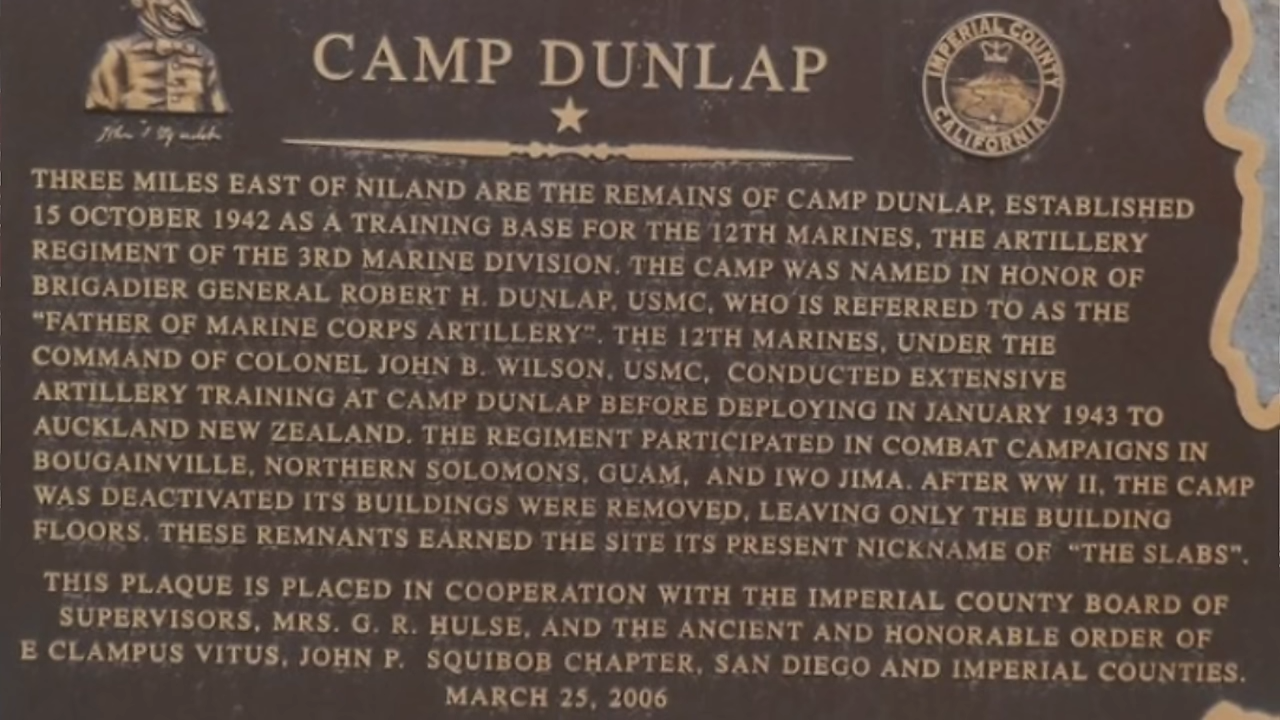 CAMP DUNLAP
IMPERIAL COUNTY
CALIFORNIA
THREE MILES EAST OF NILAND ARE THE REMAINS OF CAMP DUNLAP, ESTABLISHED
15 OCTOBER 1942 AS A TRAINING BASE FOR THE 12TH MARINES, THE ARTILLERY
REGIMENT OF THE 3RD MARINE DIVISION. THE CAMP WAS NAMED IN HONOR OF
BRIGADIER GENERAL ROBERT H. DUNLAP, USMC, WHO IS REFERRED TO AS THE
"FATHER OF MARINE CORPS ARTILLERY". THE 12TH MARINES, UNDER THE
COMMAND OF COLONEL JOHN B. WILSON, USMC, CONDUCTED EXTENSIVE
ARTILLERY TRAINING AT CAMP DUNLAP BEFORE DEPLOYING IN JANUARY 1943 TO
AUCKLAND NEW ZEALAND. THE REGIMENT PARTICIPATED IN COMBAT CAMPAIGNS IN
BOUGAINVILLE, NORTHERN SOLOMONS, GUAM, AND IWO JIMA. AFTER WW II, THE CAMP
WAS DEACTIVATED ITS BUILDINGS WERE REMOVED, LEAVING ONLY THE BUILDING
FLOORS. THESE REMNANTS EARNED THE SITE ITS PRESENT NICKNAME OF "THE SLABS".
THIS PLAQUE IS PLACED IN COOPERATION WITH THE IMPERIAL COUNTY BOARD OF
SUPERVISORS, MRS. G. R. HULSE, AND THE ANCIENT AND HONORABLE ORDER OF
E CLAMPUS VITUS, JOHN P. SQUIBOB CHAPTER, SAN DIEGO AND IMPERIAL COUNTIES.
MARCH 25, 2006